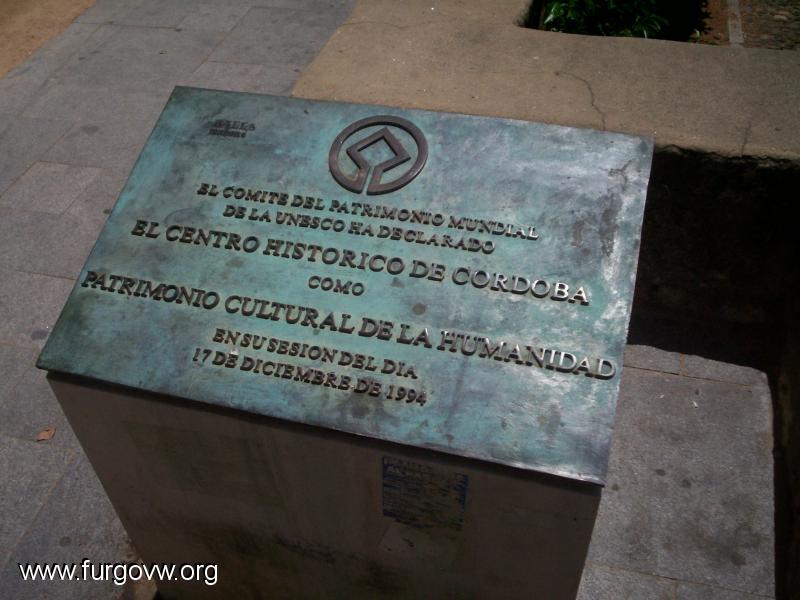 EL COMITE DEL PATRIMONIO MUNDIAL
DE LA UNESCO HA DECLARADO
EL CENTRO HISTORICO DE CORDOBA
COMO
PATRIMONIO CULTURAL DE LA HUMANIDAD
EN SU SESION DEL DIA
17 DE DICIEMBRE DE 1994
www.furgovw.org